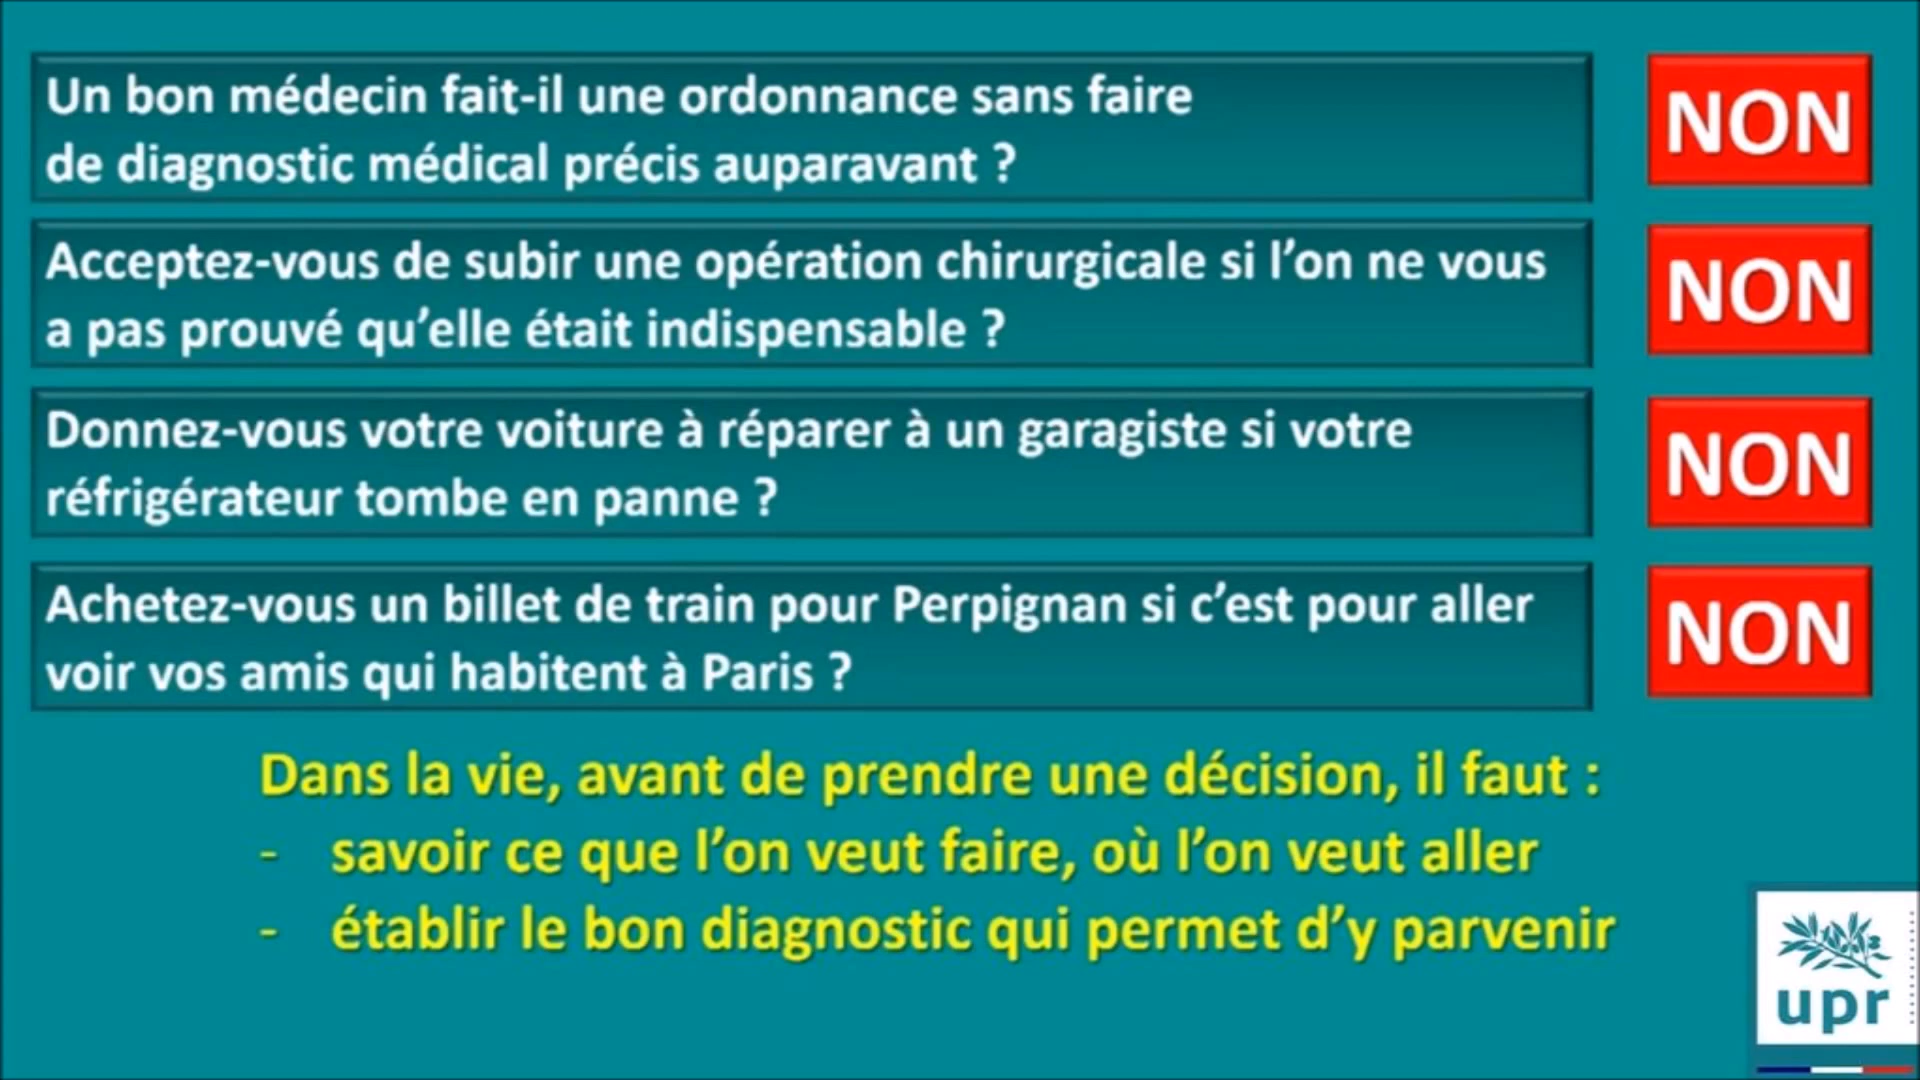 Un bon médecin fait-il une ordonnance sans faire
de diagnostic médical précis auparavant ?
NON
Acceptez-vous de subir une opération chirurgicale si l’on ne vous
a pas prouvé qu’elle était indispensable ?
NON
Donnez-vous votre voiture à réparer à un garagiste si votre
réfrigérateur tombe en panne ?
NON
Achetez-vous un billet de train pour Perpignan si c’est pour aller
voir vos amis qui habitent à Paris ?
NON
Dans la vie, avant de prendre une décision, il faut :
- savoir ce que l’on veut faire, où l’on veut aller
- établir le bon diagnostic qui permet d’y parvenir
upr